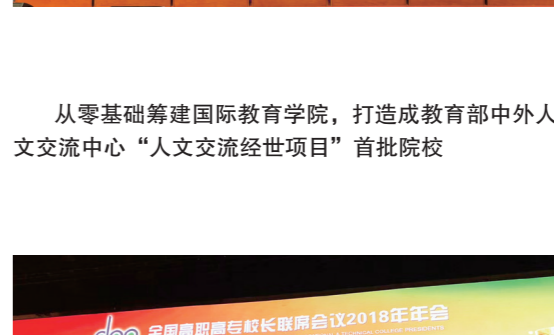 从零基础筹建国际教育学院，打造成教育部中外人
文交流中心“人文交流经世项目”首批院校
全国高职高专校长联席会议2018年年会